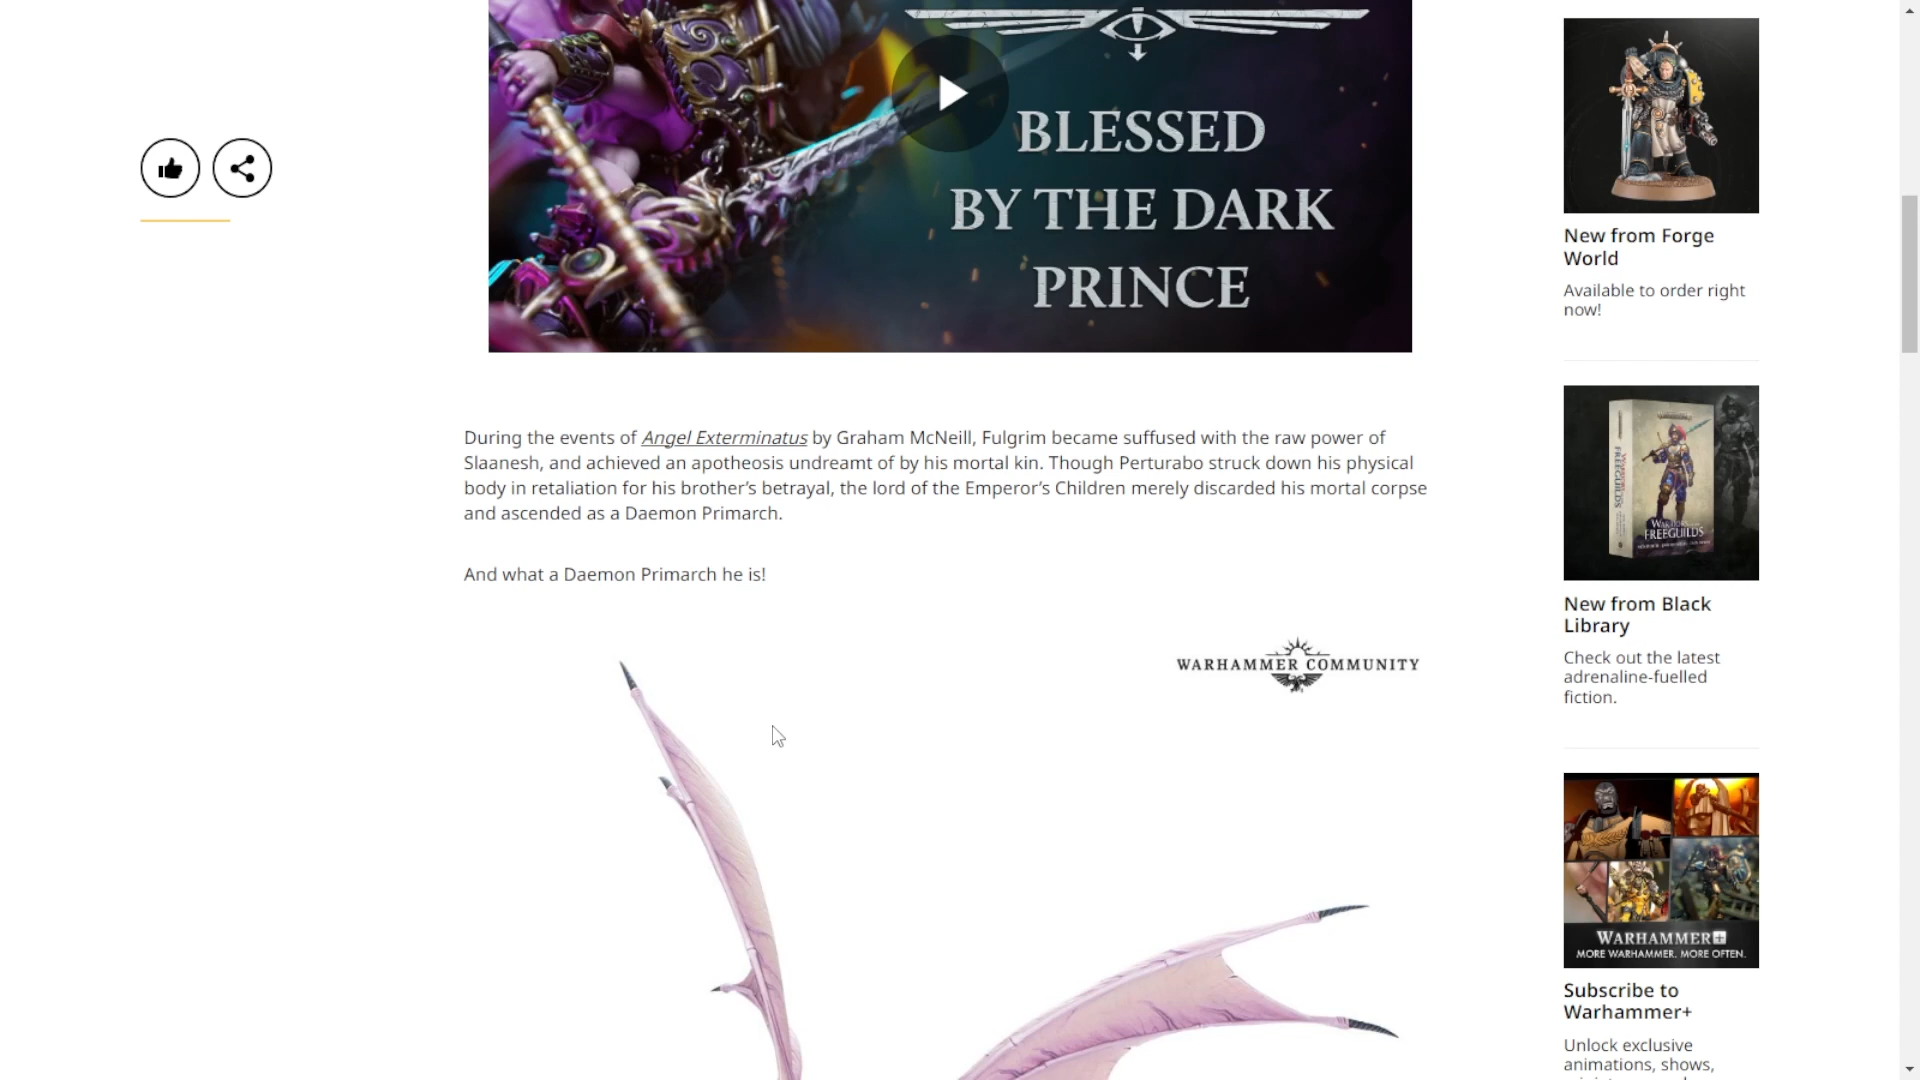 BLESSED
BY THE DARK
PRINCE
During the events of Angel Exterminatus by Graham McNeill, Fulgrim became suffused with the raw power of
Slaanesh, and achieved an apotheosis undreamt of by his mortal kin. Though Perturabo struck down his physical
body in retaliation for his brother’s betrayal, the lord of the Emperor’s Children merely discarded his mortal corpse
and ascended as a Daemon Primarch.
And what a Daemon Primarch he is!
WARHAMMER COMMUNITY
New from Forge
World
Available to order right
now!
FREEGUILDS
New from Black
Library
Check out the latest
adrenaline-fuelled
fiction.
WARHAMMER+
MORE WARHAMMER. MORE OFTEN.
Subscribe to
Warhammer+
Unlock exclusive
animations, shows,